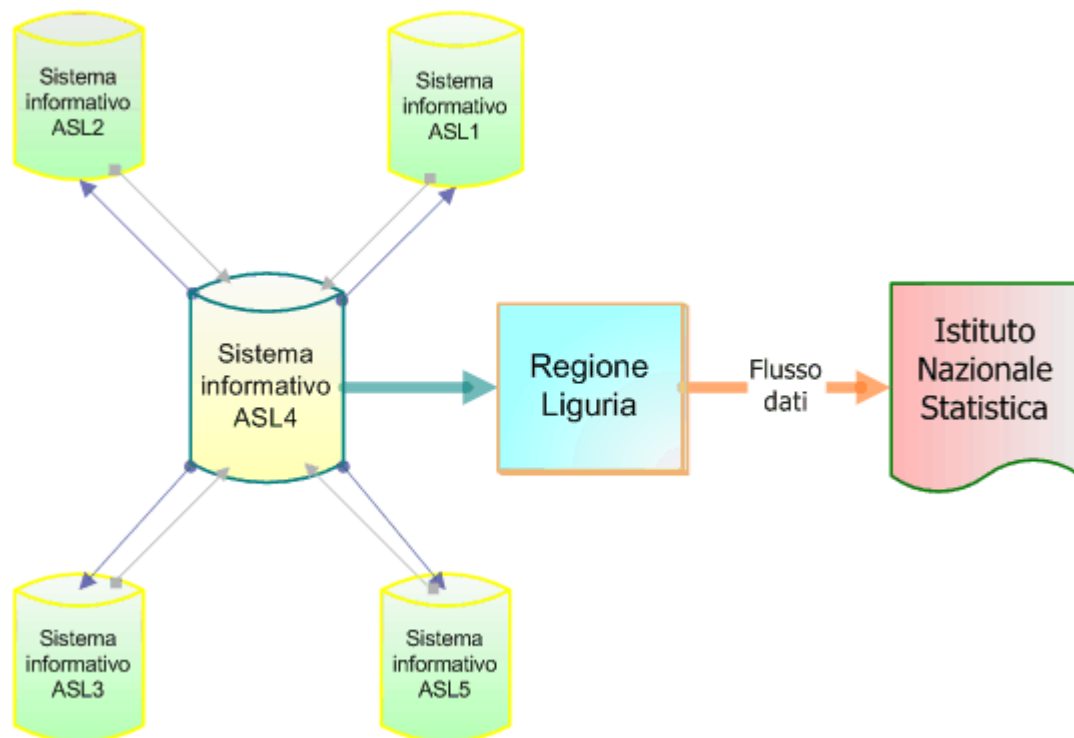 Sistema
informativo
ASL2
Sistema
informativo
ASL1
Sistema
informativo
ASL4
Regione
Liguria
Flusso
dati
Istituto
Nazionale
Statistica
Sistema
informativo
ASL3
Sistema
informativo
ASL5